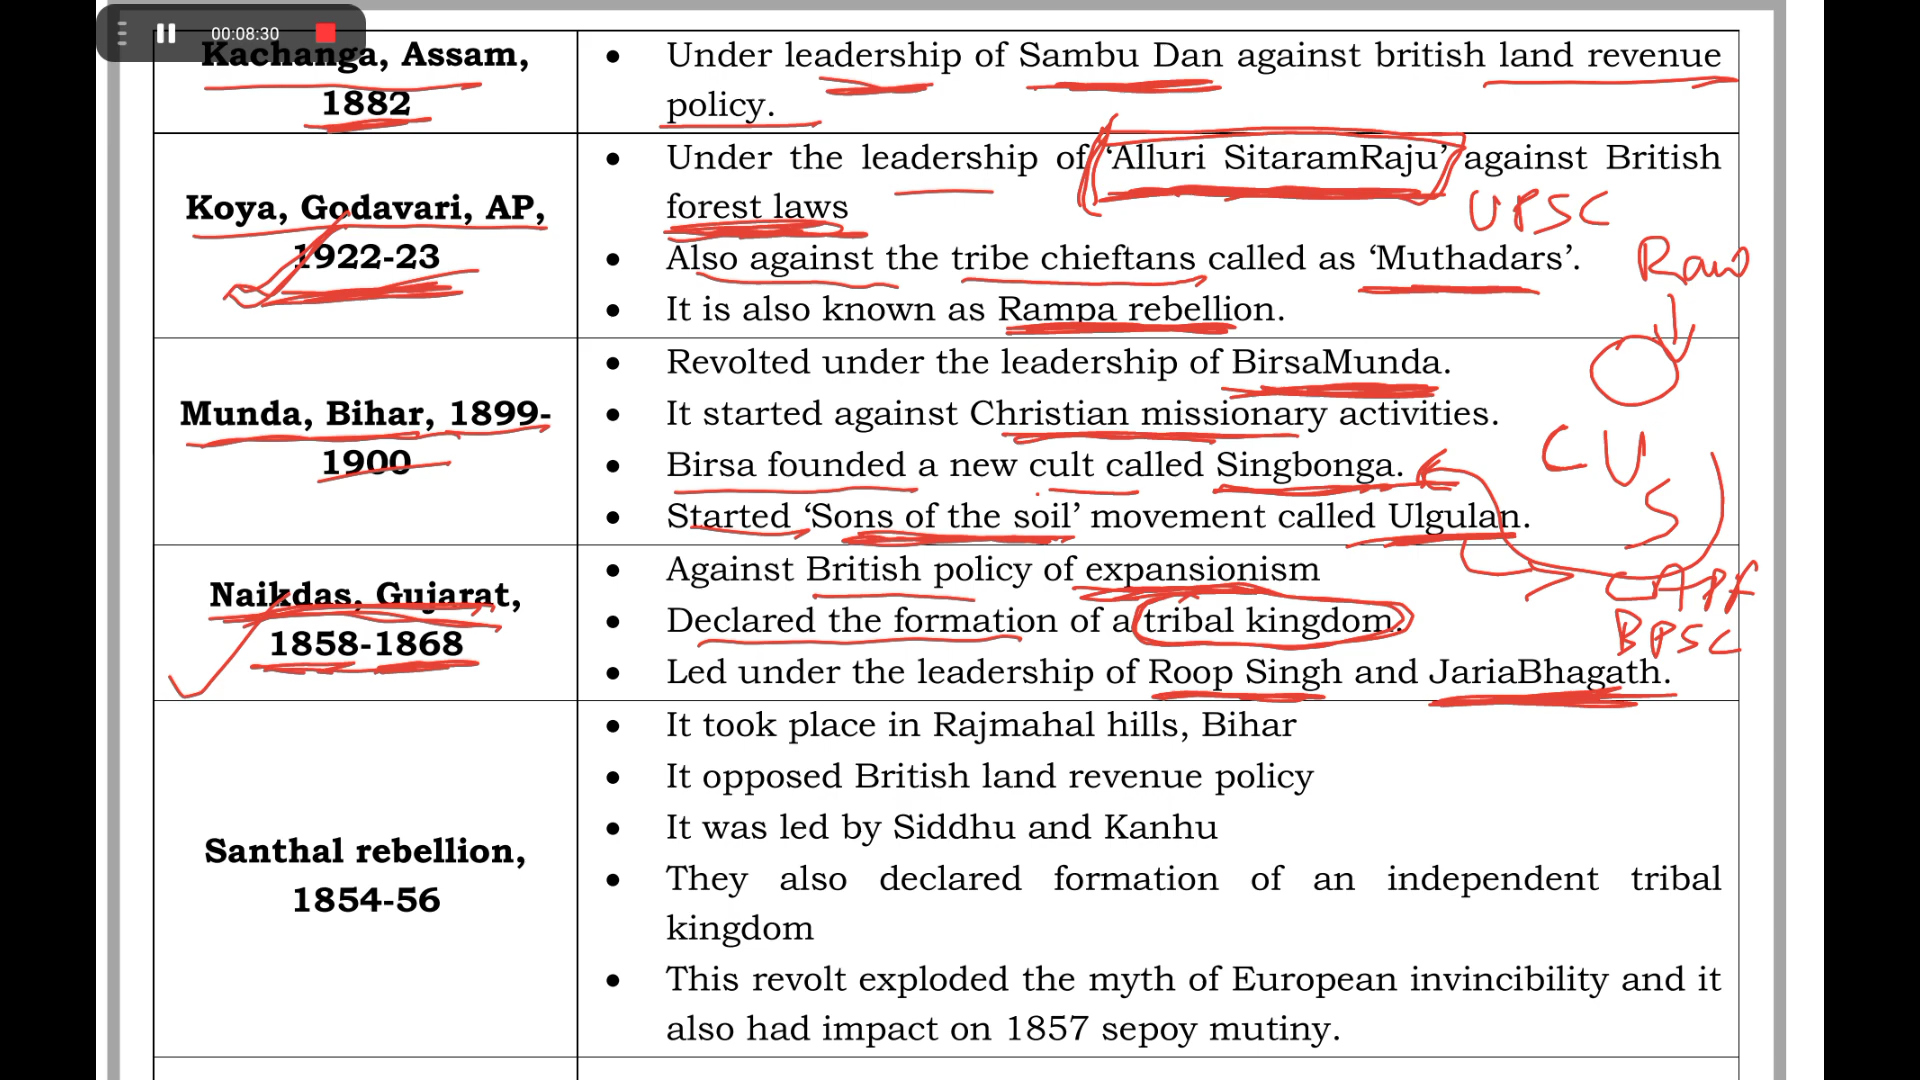 00:08:30
Kachanga, Assam,
1882
• Under leadership of Sambu Dan against british land revenue
policy.
Koya, Godavari, AP,
1922-23
• Under the leadership of ‘Alluri SitaramRaju’ against British
forest laws
UPSC
• Also against the tribe chieftans called as ‘Muthadars’.
• It is also known as Rampa rebellion.
Munda, Bihar, 1899-
1900
• Revolted under the leadership of BirsaMunda.
• It started against Christian missionary activities.
• Birsa founded a new cult called Singbonga.
• Started ‘Sons of the soil’ movement called Ulgulan.
Naikdas, Gujarat,
1858-1868
• Against British policy of expansionism
• Declared the formation of a tribal kingdom.
BPSC
• Led under the leadership of Roop Singh and JariaBhagath.
Santhal rebellion,
1854-56
• It took place in Rajmahal hills, Bihar
• It opposed British land revenue policy
• It was led by Siddhu and Kanhu
• They also declared formation of an independent tribal
kingdom
• This revolt exploded the myth of European invincibility and it
also had impact on 1857 sepoy mutiny.